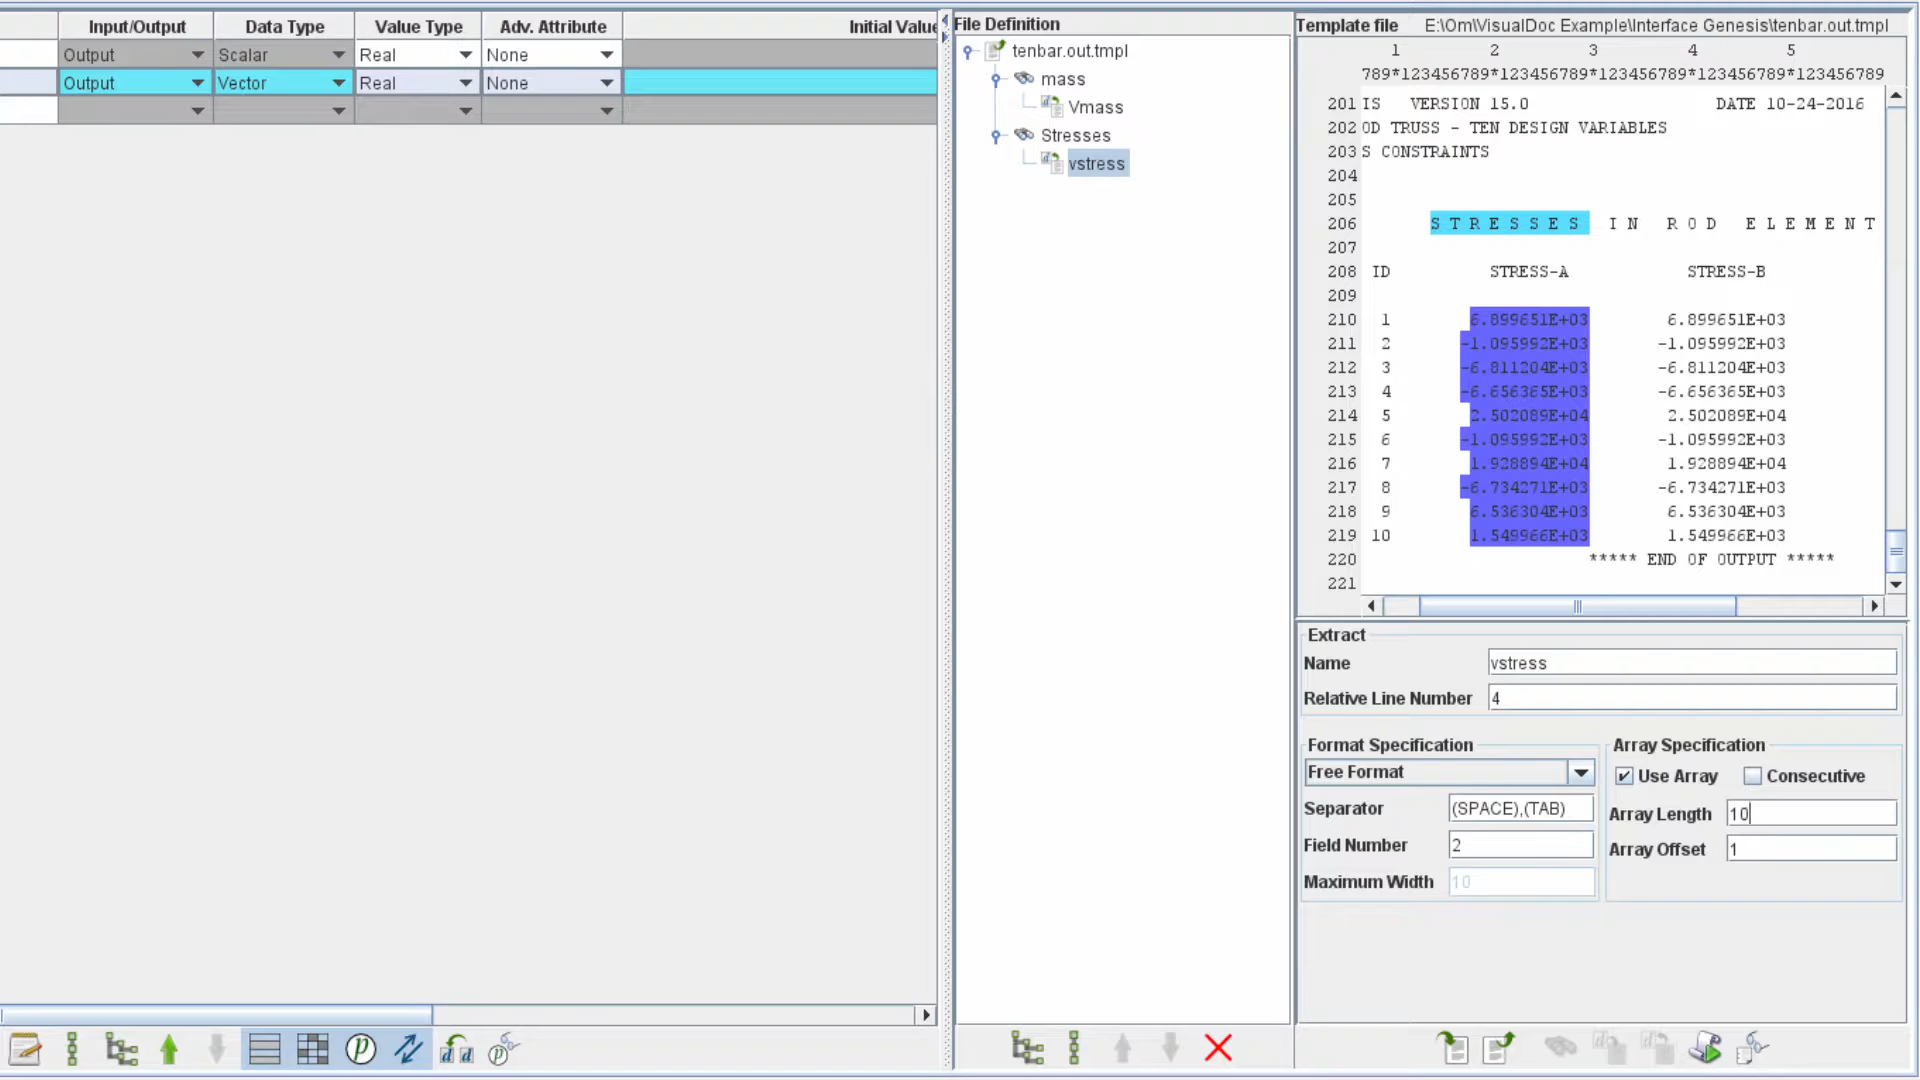 Input/Output Data Type Value Type Adv. Attribute Initial Value
Output Scalar Real None
Output Vector Real None
File Definition
tenbar.out.tmpl
mass
Vmass
Stresses
vstress
Template file E:\Om\VisualDoc Example\Interface Genesis\tenbar.out.tmpl
1 2 3 4 5
789*123456789*123456789*123456789*123456789*123456789
201 IS VERSION 15.0 DATE 10-24-2016
202 OD TRUSS - TEN DESIGN VARIABLES
203 S CONSTRAINTS
204
205
206 S T R E S S E S I N R O D E L E M E N T
207
208 ID STRESS-A STRESS-B
209
210 1 6.899651E+03 6.899651E+03
211 2 -1.095992E+03 -1.095992E+03
212 3 -6.811204E+03 -6.811204E+03
213 4 -6.656365E+03 -6.656365E+03
214 5 2.502089E+04 2.502089E+04
215 6 -1.095992E+03 -1.095992E+03
216 7 1.928894E+04 1.928894E+04
217 8 -6.734271E+03 -6.734271E+03
218 9 6.536304E+03 6.536304E+03
219 10 1.549966E+03 1.549966E+03
220 ***** END OF OUTPUT *****
221
Extract
Name vstress
Relative Line Number 4
Format Specification
Free Format
Separator (SPACE),(TAB)
Field Number 2
Maximum Width 10
Array Specification
Use Array Consecutive
Array Length 10
Array Offset 1